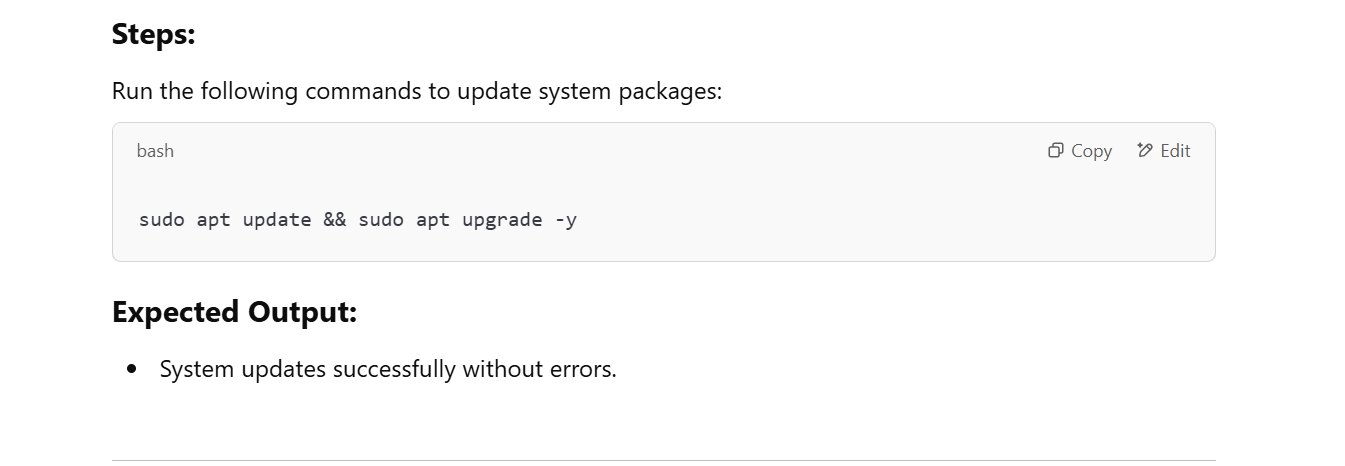 Steps:
Run the following commands to update system packages:
bash
Copy
Edit
sudo apt update && sudo apt upgrade -y
Expected Output:
• System updates successfully without errors.